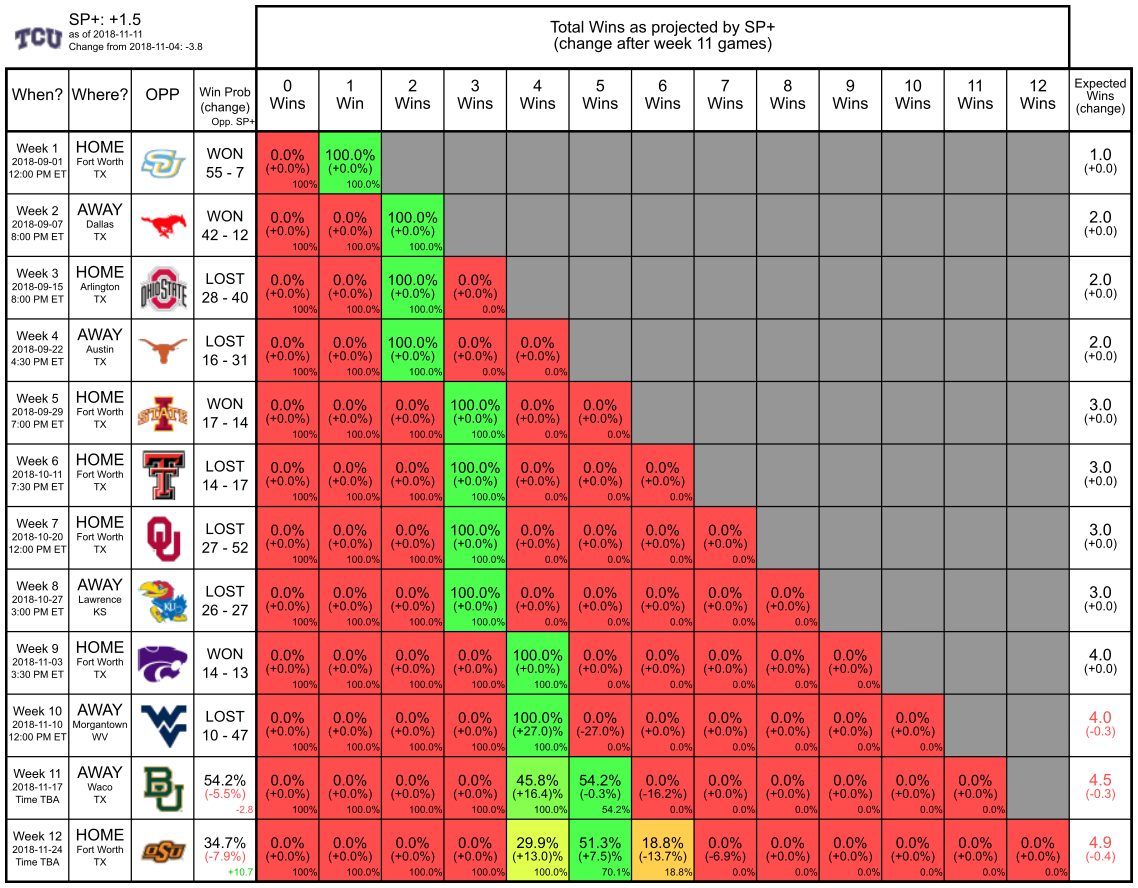 TCU
SP+: +1.5
as of 2018-11-11
Change from 2018-11-04: -3.8
Total Wins as projected by SP+
(change after week 11 games)
When? Where? OPP Win Prob (change) Opp. SP+ 0 Wins 1 Win 2 Wins 3 Wins 4 Wins 5 Wins 6 Wins 7 Wins 8 Wins 9 Wins 10 Wins 11 Wins 12 Wins Expected Wins (change)
Week 1 HOME WON 0.0% 100.0% 1.0
2018-09-01 Fort Worth SU 55 - 7 (+0.0%) (+0.0%) (+0.0)
12:00 PM ET TX 100% 100.0%
Week 2 AWAY WON 0.0% 0.0% 100.0% 2.0
2018-09-07 Dallas 42 - 12 (+0.0%) (+0.0%) (+0.0%) (+0.0)
8:00 PM ET TX 100% 100.0% 100.0%
Week 3 HOME LOST 0.0% 0.0% 100.0% 0.0% 2.0
2018-09-15 Arlington OHIO STATE 28 - 40 (+0.0%) (+0.0%) (+0.0%) (+0.0%) (+0.0)
8:00 PM ET TX 100% 100.0% 100.0% 0.0%
Week 4 AWAY LOST 0.0% 0.0% 100.0% 0.0% 0.0% 2.0
2018-09-22 Austin 16 - 31 (+0.0%) (+0.0%) (+0.0%) (+0.0%) (+0.0%) (+0.0)
4:30 PM ET TX 100% 100.0% 100.0% 0.0% 0.0%
Week 5 HOME WON 0.0% 0.0% 0.0% 100.0% 0.0% 0.0% 3.0
2018-09-29 Fort Worth I STATE 17 - 14 (+0.0%) (+0.0%) (+0.0%) (+0.0%) (+0.0%) (+0.0%) (+0.0)
7:00 PM ET TX 100% 100.0% 100.0% 100.0% 0.0% 0.0%
Week 6 HOME LOST 0.0% 0.0% 0.0% 100.0% 0.0% 0.0% 0.0% 3.0
2018-10-11 Fort Worth T 14 - 17 (+0.0%) (+0.0%) (+0.0%) (+0.0%) (+0.0%) (+0.0%) (+0.0%) (+0.0)
7:30 PM ET TX 100% 100.0% 100.0% 100.0% 0.0% 0.0% 0.0%
Week 7 HOME LOST 0.0% 0.0% 0.0% 100.0% 0.0% 0.0% 0.0% 0.0% 3.0
2018-10-20 Fort Worth OU 27 - 52 (+0.0%) (+0.0%) (+0.0%) (+0.0%) (+0.0%) (+0.0%) (+0.0%) (+0.0%) (+0.0)
12:00 PM ET TX 100% 100.0% 100.0% 100.0% 0.0% 0.0% 0.0% 0.0%
Week 8 AWAY LOST 0.0% 0.0% 0.0% 100.0% 0.0% 0.0% 0.0% 0.0% 0.0% 3.0
2018-10-27 Lawrence KU 26 - 27 (+0.0%) (+0.0%) (+0.0%) (+0.0%) (+0.0%) (+0.0%) (+0.0%) (+0.0%) (+0.0%) (+0.0)
3:00 PM ET KS 100% 100.0% 100.0% 100.0% 0.0% 0.0% 0.0% 0.0% 0.0%
Week 9 HOME WON 0.0% 0.0% 0.0% 0.0% 100.0% 0.0% 0.0% 0.0% 0.0% 0.0% 4.0
2018-11-03 Fort Worth 14 - 13 (+0.0%) (+0.0%) (+0.0%) (+0.0%) (+0.0%) (+0.0%) (+0.0%) (+0.0%) (+0.0%) (+0.0%) (+0.0)
3:30 PM ET TX 100% 100.0% 100.0% 100.0% 100.0% 0.0% 0.0% 0.0% 0.0% 0.0%
Week 10 AWAY LOST 0.0% 0.0% 0.0% 0.0% 100.0% 0.0% 0.0% 0.0% 0.0% 0.0% 0.0% 4.0
2018-11-10 Morgantown WV 10 - 47 (+0.0%) (+0.0%) (+0.0%) (+0.0%) (+27.0)% (-27.0%) (+0.0%) (+0.0%) (+0.0%) (+0.0%) (+0.0%) (-0.3)
12:00 PM ET WV 100% 100.0% 100.0% 100.0% 100.0% 0.0% 0.0% 0.0% 0.0% 0.0% 0.0%
Week 11 AWAY 54.2% 0.0% 0.0% 0.0% 0.0% 45.8% 54.2% 0.0% 0.0% 0.0% 0.0% 0.0% 0.0% 4.5
2018-11-17 Waco BU (-5.5%) (+0.0%) (+0.0%) (+0.0%) (+0.0%) (+16.4)% (-0.3%) (-16.2%) (+0.0%) (+0.0%) (+0.0%) (+0.0%) (+0.0%) (-0.3)
Time TBA TX -2.8 100% 100.0% 100.0% 100.0% 100.0% 54.2% 0.0% 0.0% 0.0% 0.0% 0.0% 0.0%
Week 12 HOME 34.7% 0.0% 0.0% 0.0% 0.0% 29.9% 51.3% 18.8% 0.0% 0.0% 0.0% 0.0% 0.0% 0.0% 4.9
2018-11-24 Fort Worth OSU (-7.9%) (+0.0%) (+0.0%) (+0.0%) (+0.0%) (+13.0)% (+7.5)% (-13.7%) (-6.9%) (+0.0%) (+0.0%) (+0.0%) (+0.0%) (+0.0%) (-0.4)
Time TBA TX +10.7 100% 100.0% 100.0% 100.0% 100.0% 70.1% 18.8% 0.0% 0.0% 0.0% 0.0% 0.0% 0.0%